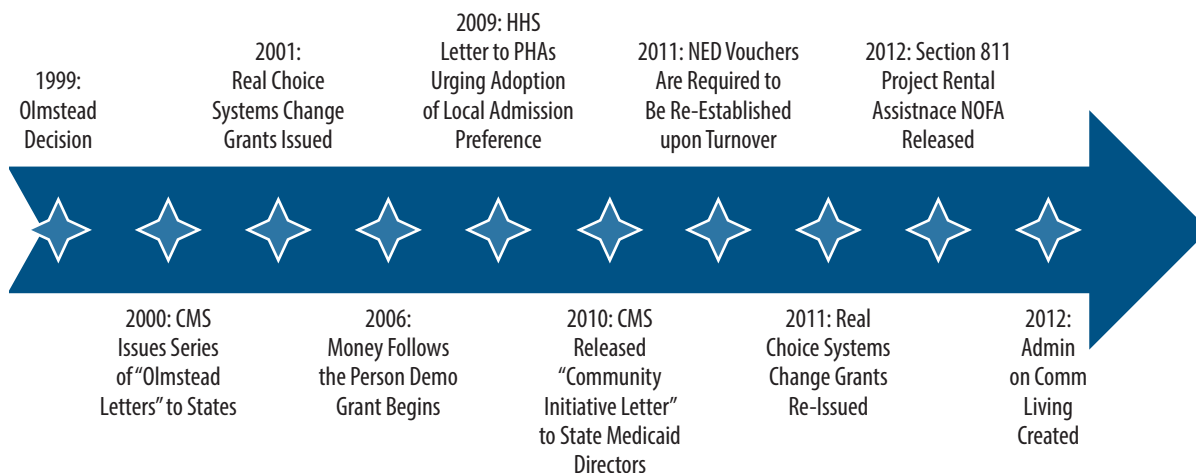 1999:
Olmstead
Decision
2000: CMS
Issues Series
of “Olmstead
Letters” to States
2001:
Real Choice
Systems Change
Grants Issued
2006:
Money Follows
the Person Demo
Grant Begins
2009: HHS
Letter to PHAs
Urging Adoption
of Local Admission
Preference
2010: CMS
Released
“Community
Initiative Letter”
to State Medicaid
Directors
2011: NED Vouchers
Are Required to
Be Re-Established
upon Turnover
2011: Real
Choice Systems
Change Grants
Re-Issued
2012: Section 811
Project Rental
Assistnace NOFA
Released
2012:
Admin
on Comm
Living
Created